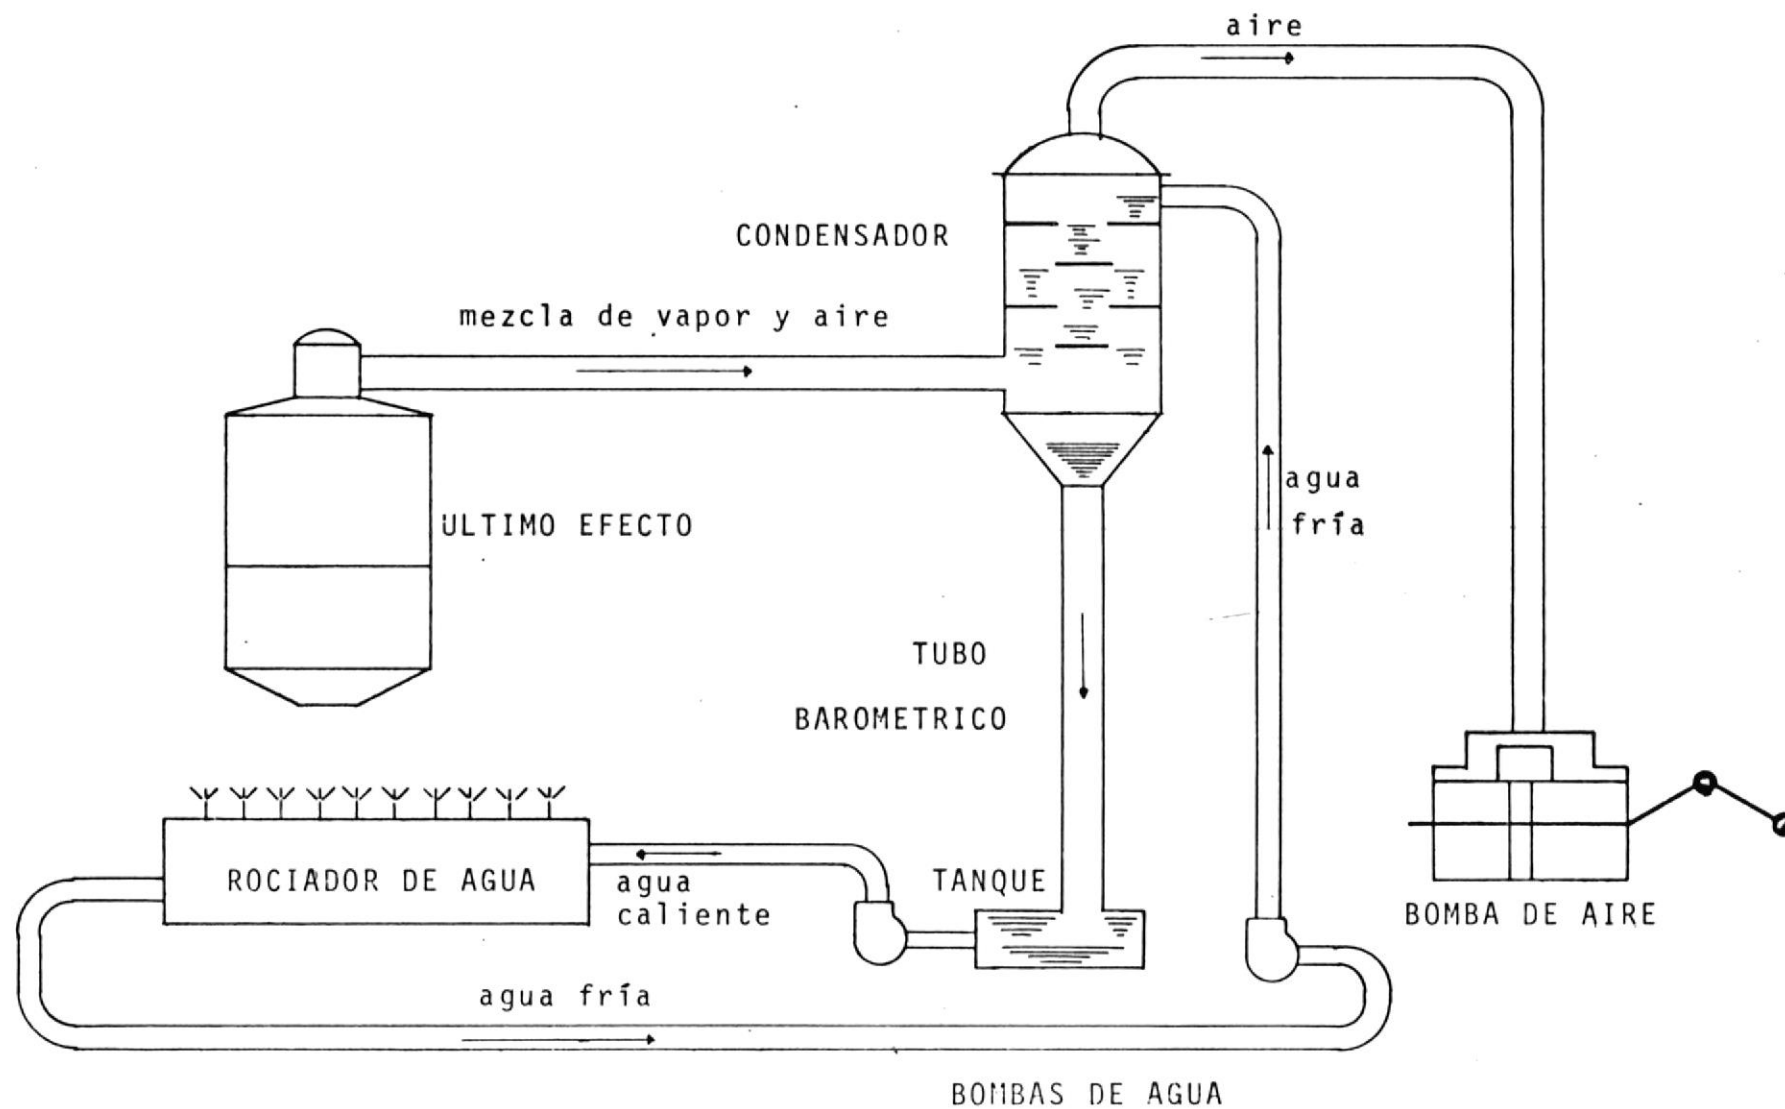 aire
CONDENSADOR
mezcla de vapor y aire
agua
fría
ULTIMO EFECTO
TUBO
BAROMETRICO
ROCIADOR DE AGUA
agua
caliente
TANQUE
BOMBA DE AIRE
agua fría
BOMBAS DE AGUA